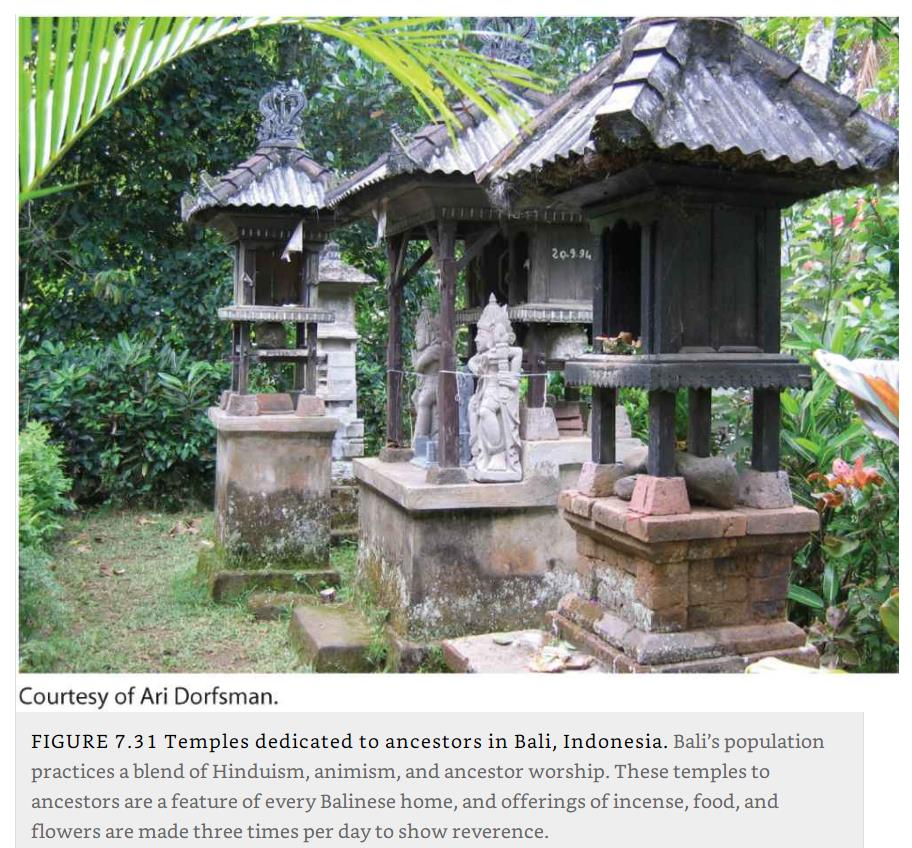 20.9.94
Courtesy of Ari Dorfsman.
FIGURE 7.31 Temples dedicated to ancestors in Bali, Indonesia. Bali’s population
practices a blend of Hinduism, animism, and ancestor worship. These temples to
ancestors are a feature of every Balinese home, and offerings of incense, food, and
flowers are made three times per day to show reverence.